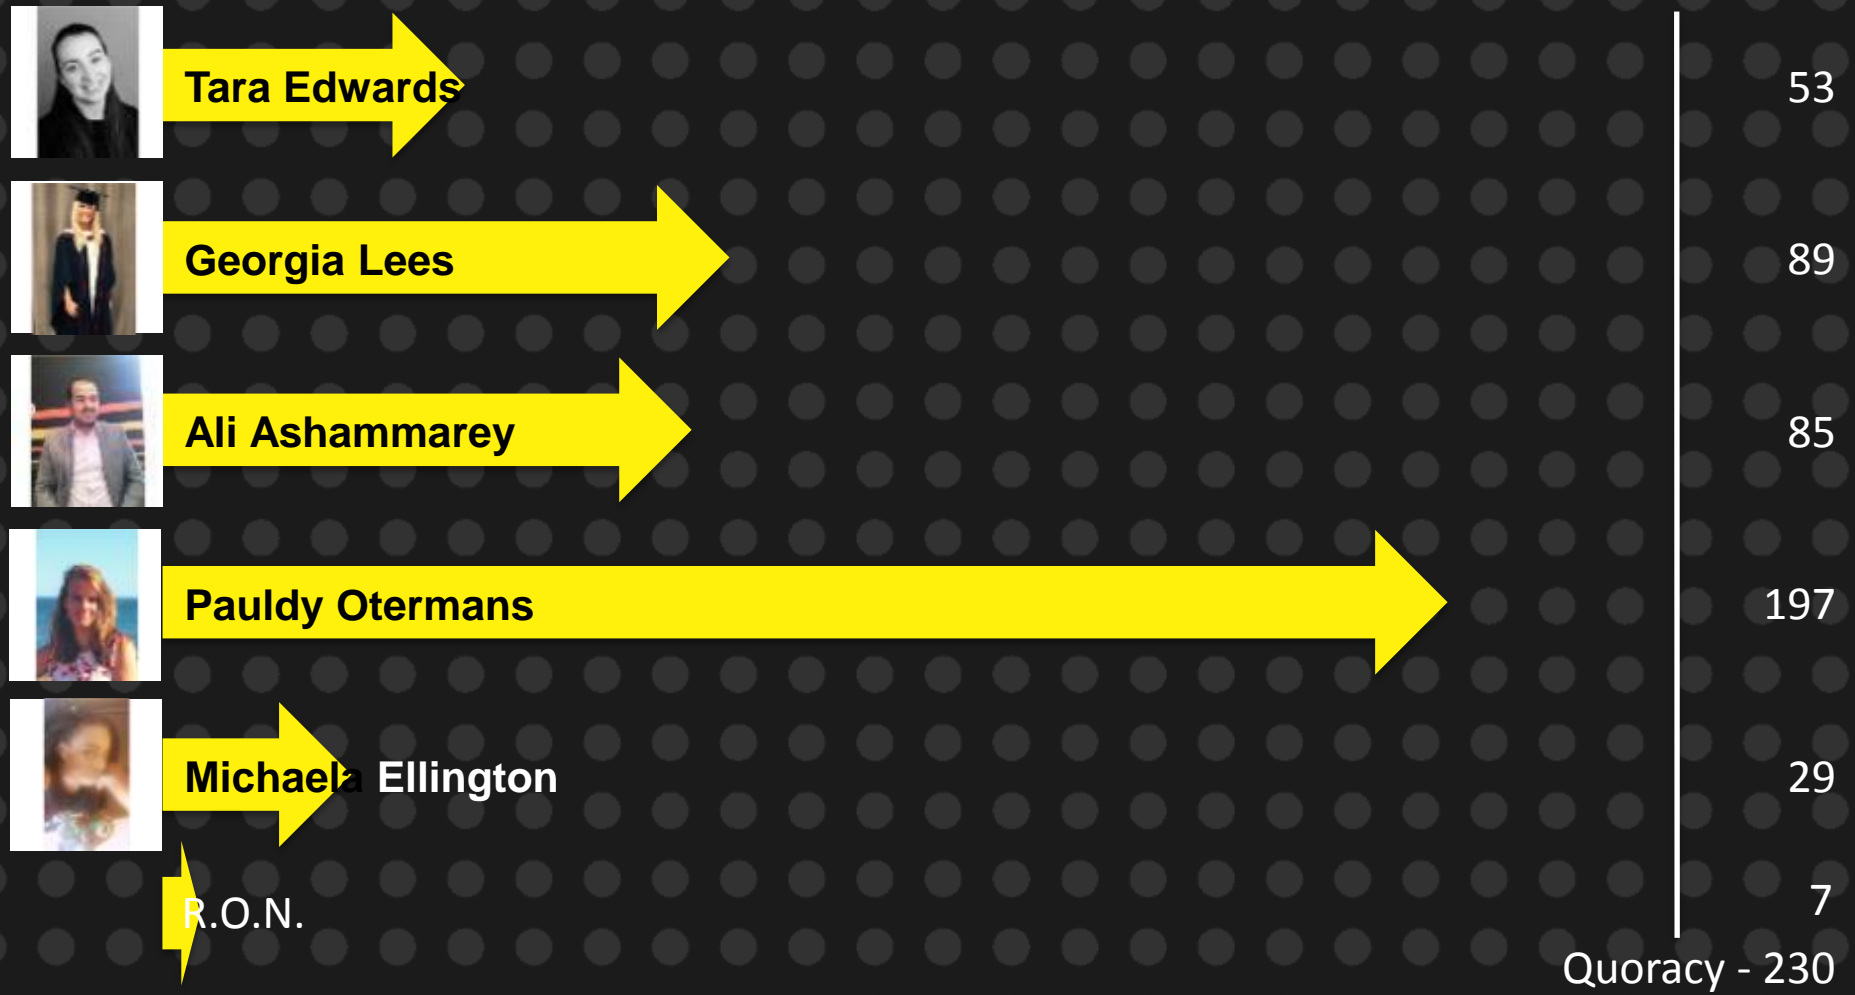 Tara Edwards 53
Georgia Lees 89
Ali Ashammarey 85
Pauldy Otermans 197
Michaela Ellington 29
R.O.N. 7
Quoracy - 230